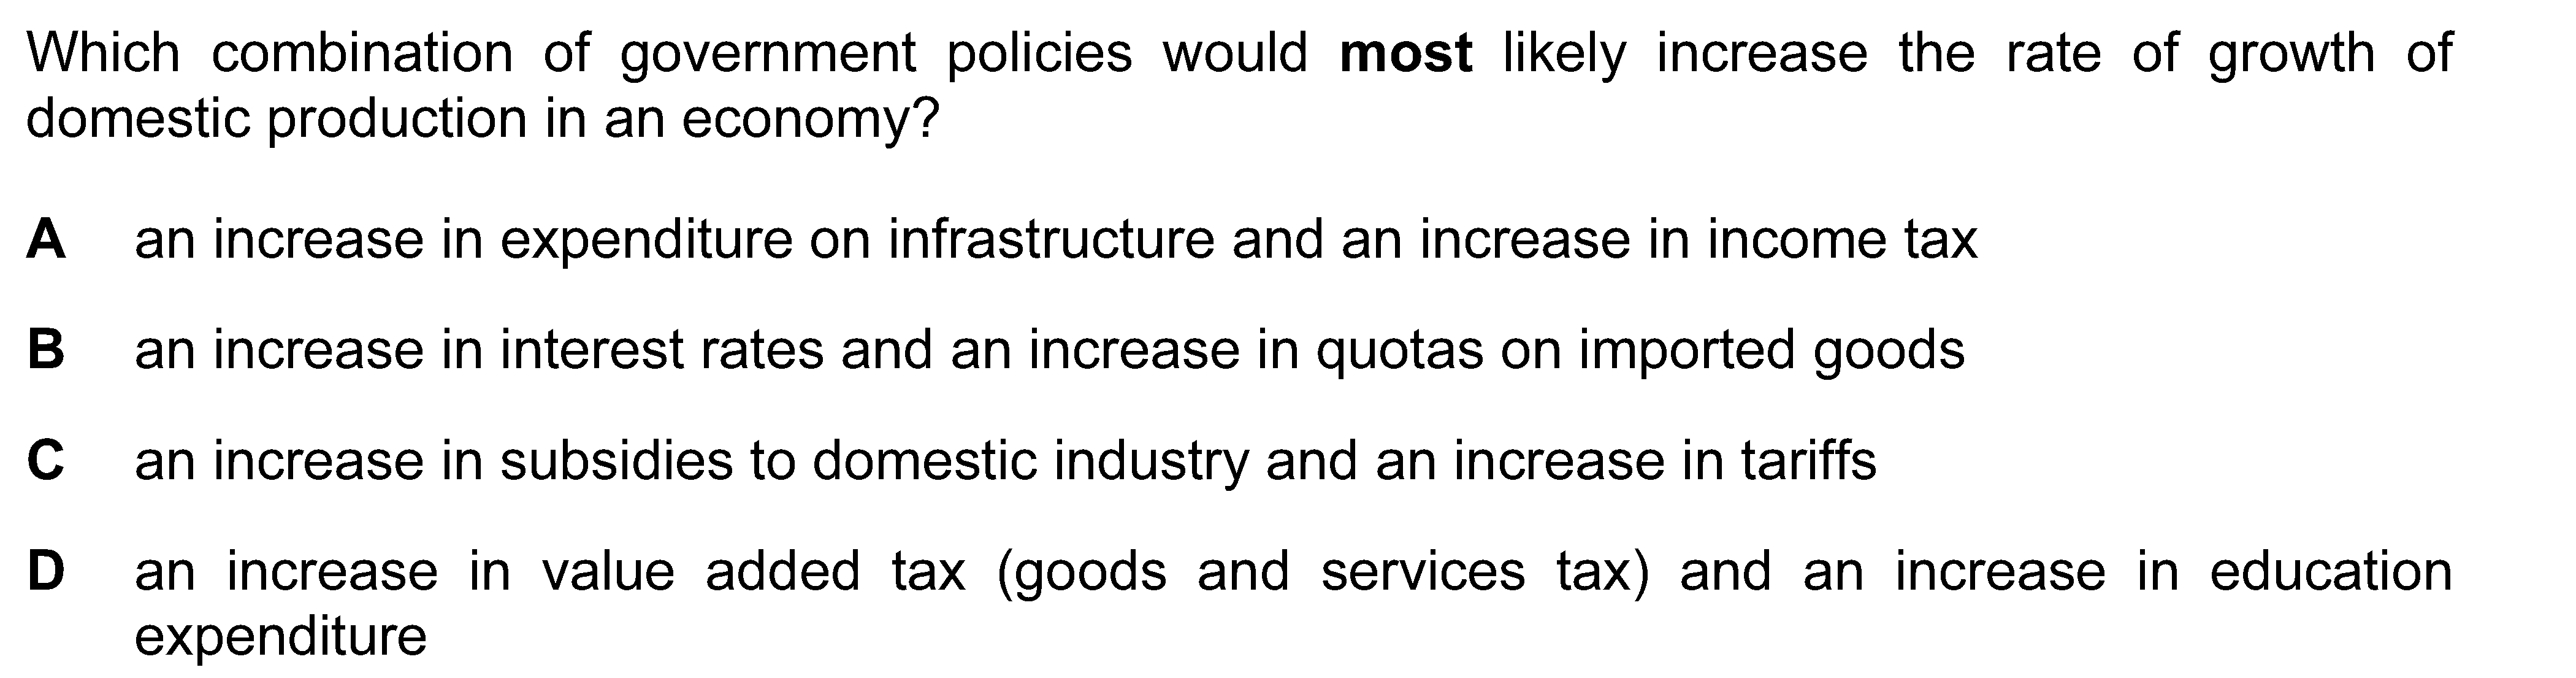 Which combination of government policies would most likely increase the rate of growth of
domestic production in an economy?
A an increase in expenditure on infrastructure and an increase in income tax
B an increase in interest rates and an increase in quotas on imported goods
C an increase in subsidies to domestic industry and an increase in tariffs
D an increase in value added tax (goods and services tax) and an increase in education
expenditure